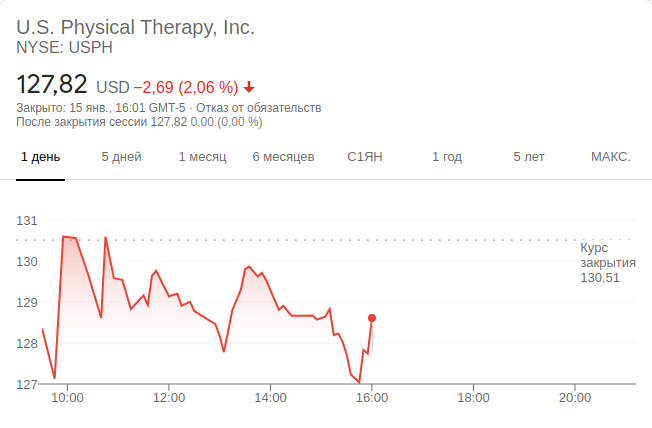 U.S. Physical Therapy, Inc.
NYSE: USPH
127,82 USD −2,69 (2,06 %)
Закрыто: 15 янв., 16:01 GMT-5 · Отказ от обязательств
После закрытия сессии 127,82 0,00 (0,00 %)
1 день 5 дней 1 месяц 6 месяцев С1ЯН 1 год 5 лет МАКС.
131
Курс
закрытия
130,51
130
129
128
127
10:00 12:00 14:00 16:00 18:00 20:00